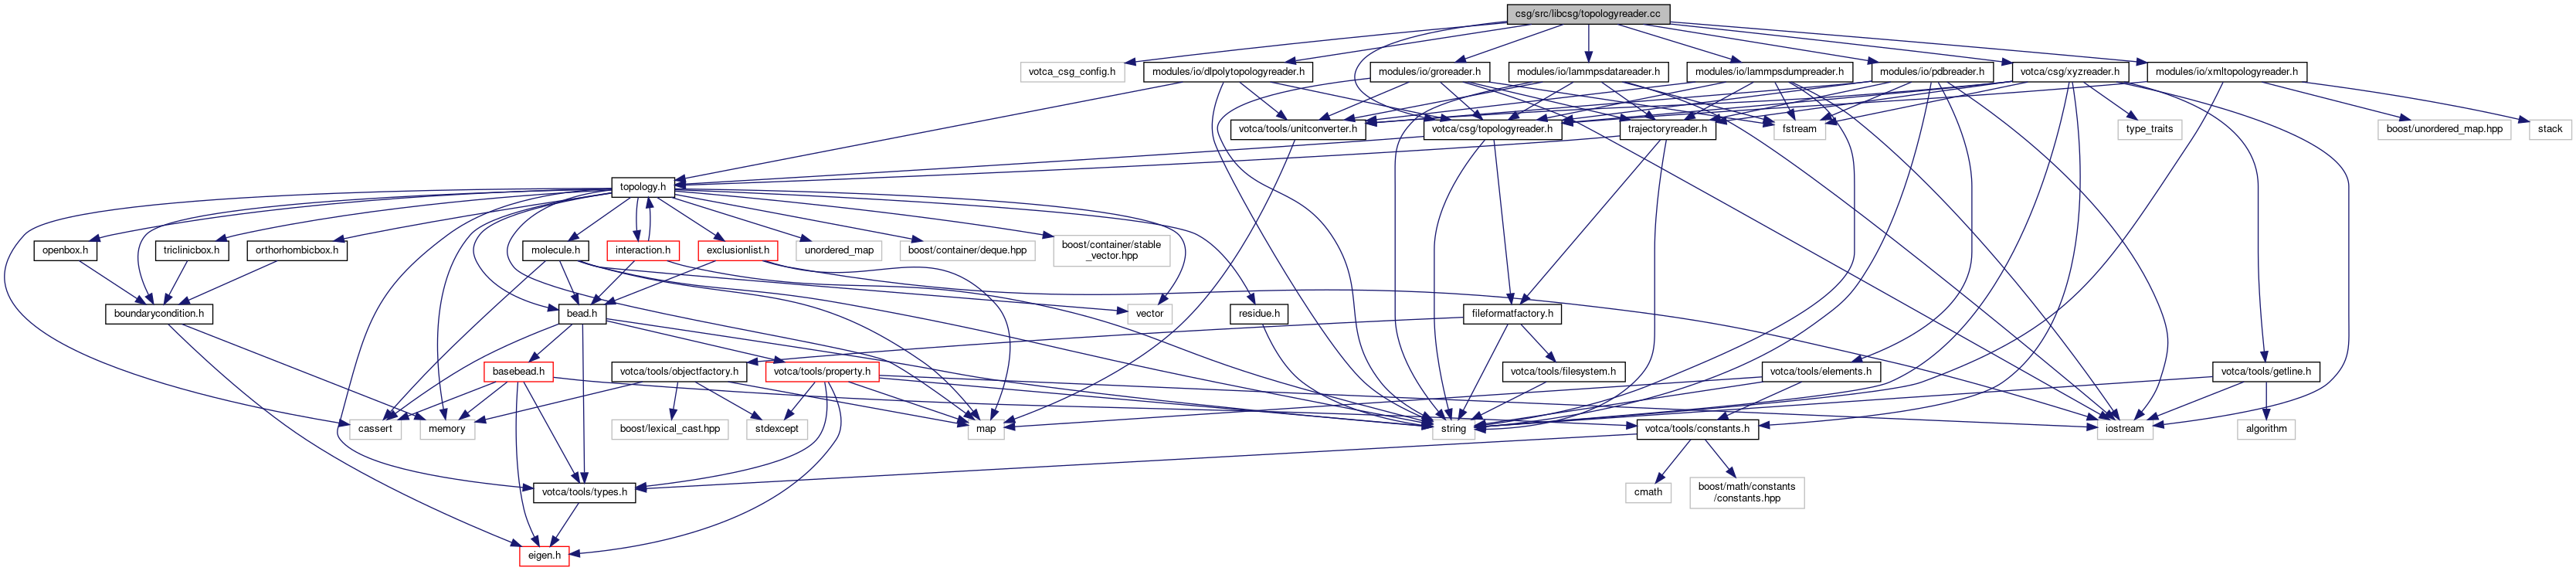 csg/src/libcsg/topologyreader.cc
votca_csg_config.h
modules/io/dlpolytopologyreader.h
modules/io/groreader.h
modules/io/lammpsdatareader.h
modules/io/lammpsdumpreader.h
modules/io/pdbreader.h
votca/csg/xyzreader.h
modules/io/xmltopologyreader.h
votca/tools/unitconverter.h
votca/csg/topologyreader.h
trajectoryreader.h
fstream
type_traits
boost/unordered_map.hpp
stack
topology.h
openbox.h
triclinicbox.h
orthorhombicbox.h
molecule.h
interaction.h
exclusionlist.h
unordered_map
boost/container/deque.hpp
boost/container/stable
_vector.hpp
boundarycondition.h
bead.h
vector
residue.h
fileformatfactory.h
basebead.h
votca/tools/objectfactory.h
votca/tools/property.h
votca/tools/filesystem.h
votca/tools/elements.h
votca/tools/getline.h
cassert
memory
boost/lexical_cast.hpp
stdexcept
map
string
votca/tools/constants.h
iostream
algorithm
votca/tools/types.h
cmath
boost/math/constants
/constants.hpp
eigen.h